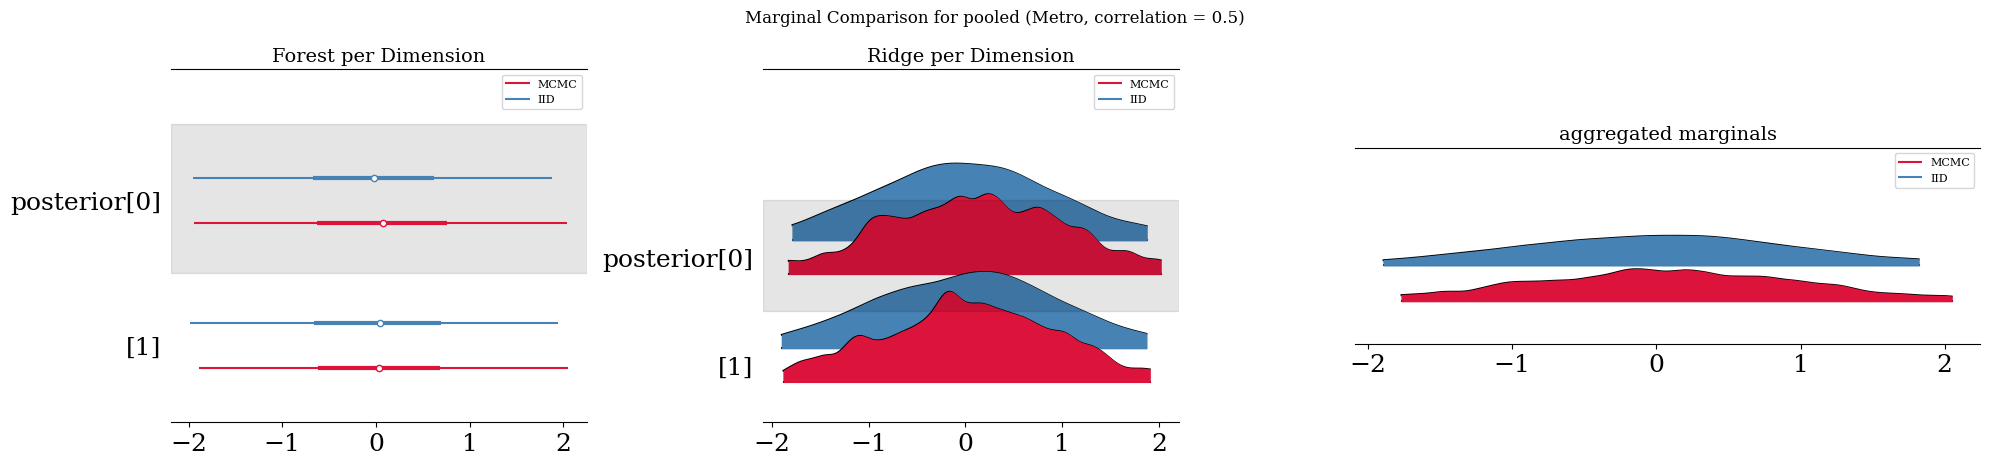 Marginal Comparison for pooled (Metro, correlation = 0.5)
Forest per Dimension
MCMC
IID
posterior[0]
[1]
−2 −1 0 1 2
Ridge per Dimension
MCMC
IID
posterior[0]
[1]
−2 −1 0 1 2
aggregated marginals
MCMC
IID
−2 −1 0 1 2